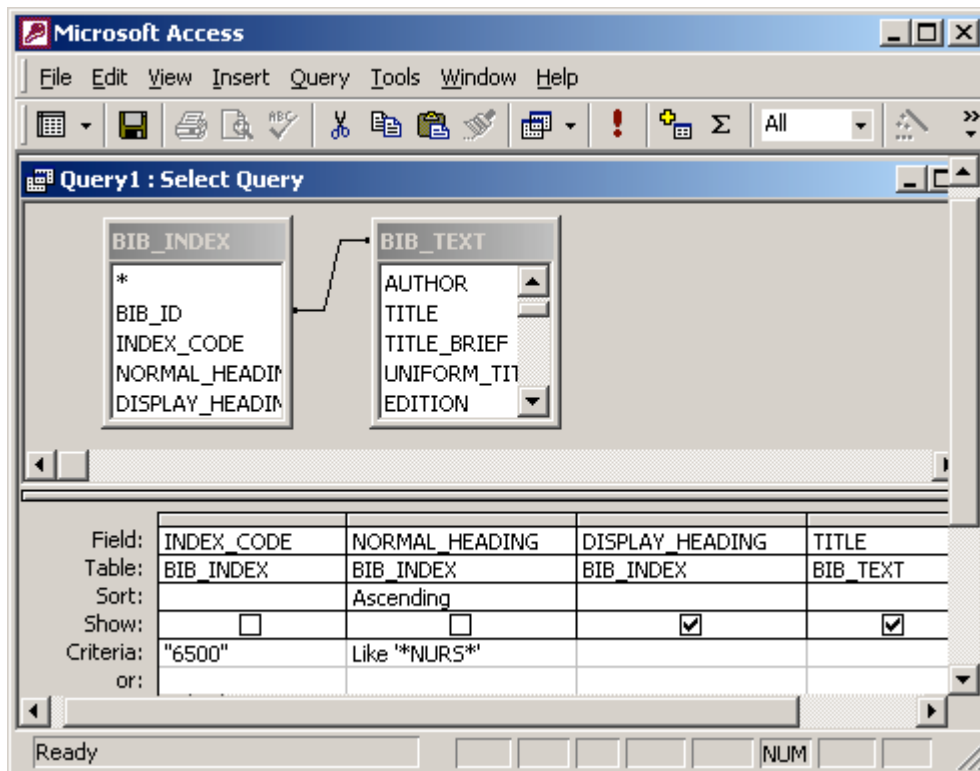 Microsoft Access
File Edit View Insert Query Tools Window Help
ABC Σ All
Query1 : Select Query
BIB_INDEX BIB_TEXT
* AUTHOR
BIB_ID TITLE
INDEX_CODE TITLE_BRIEF
NORMAL_HEADIN UNIFORM_TIT
DISPLAY_HEADIN EDITION
Field: INDEX_CODE NORMAL_HEADING DISPLAY_HEADING TITLE
Table: BIB_INDEX BIB_INDEX BIB_INDEX BIB_TEXT
Sort: Ascending
Show:
Criteria: "6500" Like '*NURS*'
or:
Ready NUM